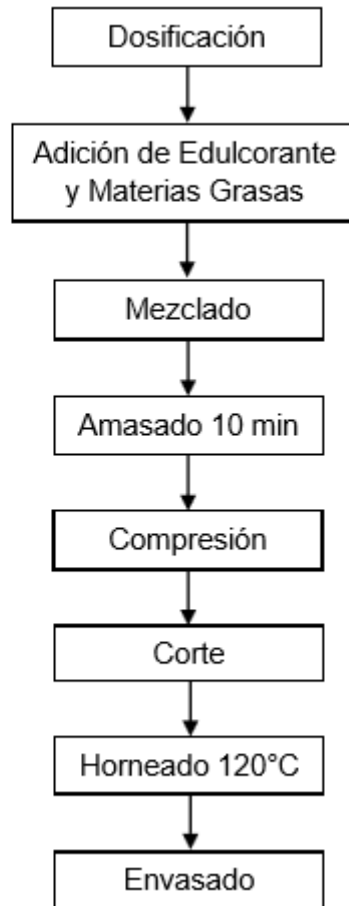 Dosificación
Adición de Edulcorante
y Materias Grasas
Mezclado
Amasado 10 min
Compresión
Corte
Horneado 120°C
Envasado